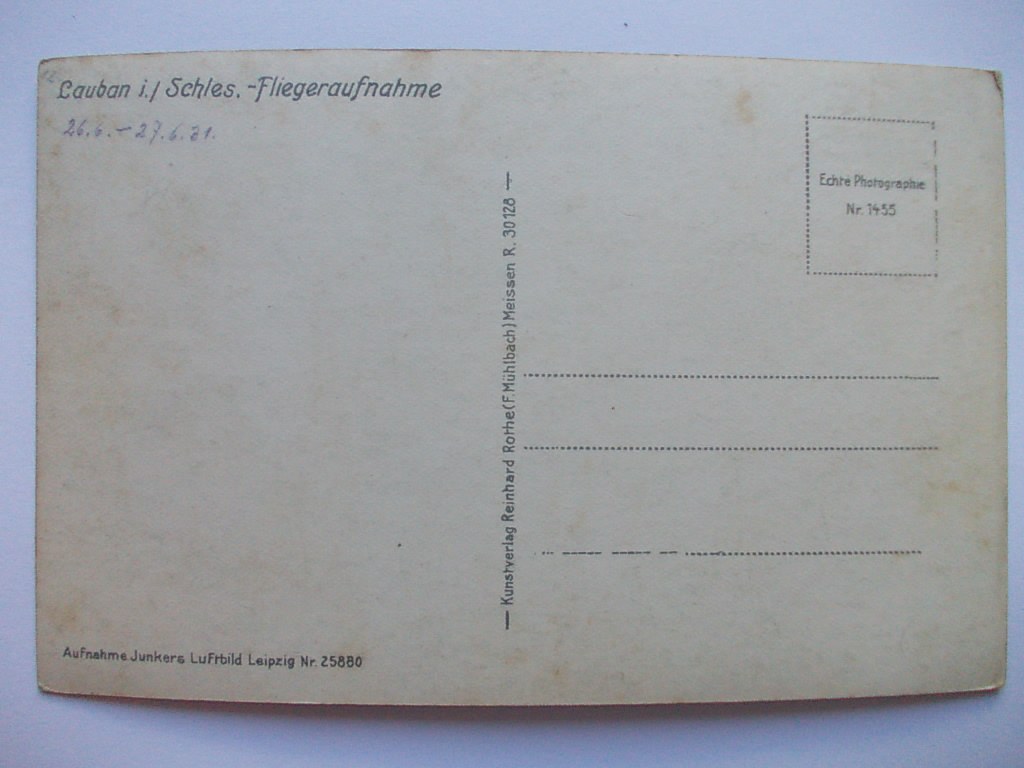 Lauban i./ Schles. - Fliegeraufnahme
26.6. – 27.6.31.
Echte Photographie
Nr. 1455
— Kunstverlag Reinhard Rothe (F. Mühlbach) Meissen R. 30128 —
Aufnahme Junkers Luftbild Leipzig Nr. 25880